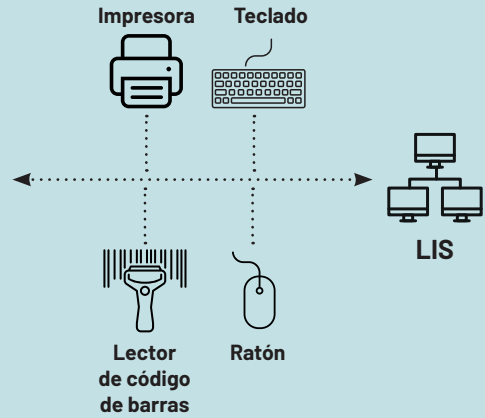 Impresora
Teclado
LIS
Lector
de código
de barras
Ratón